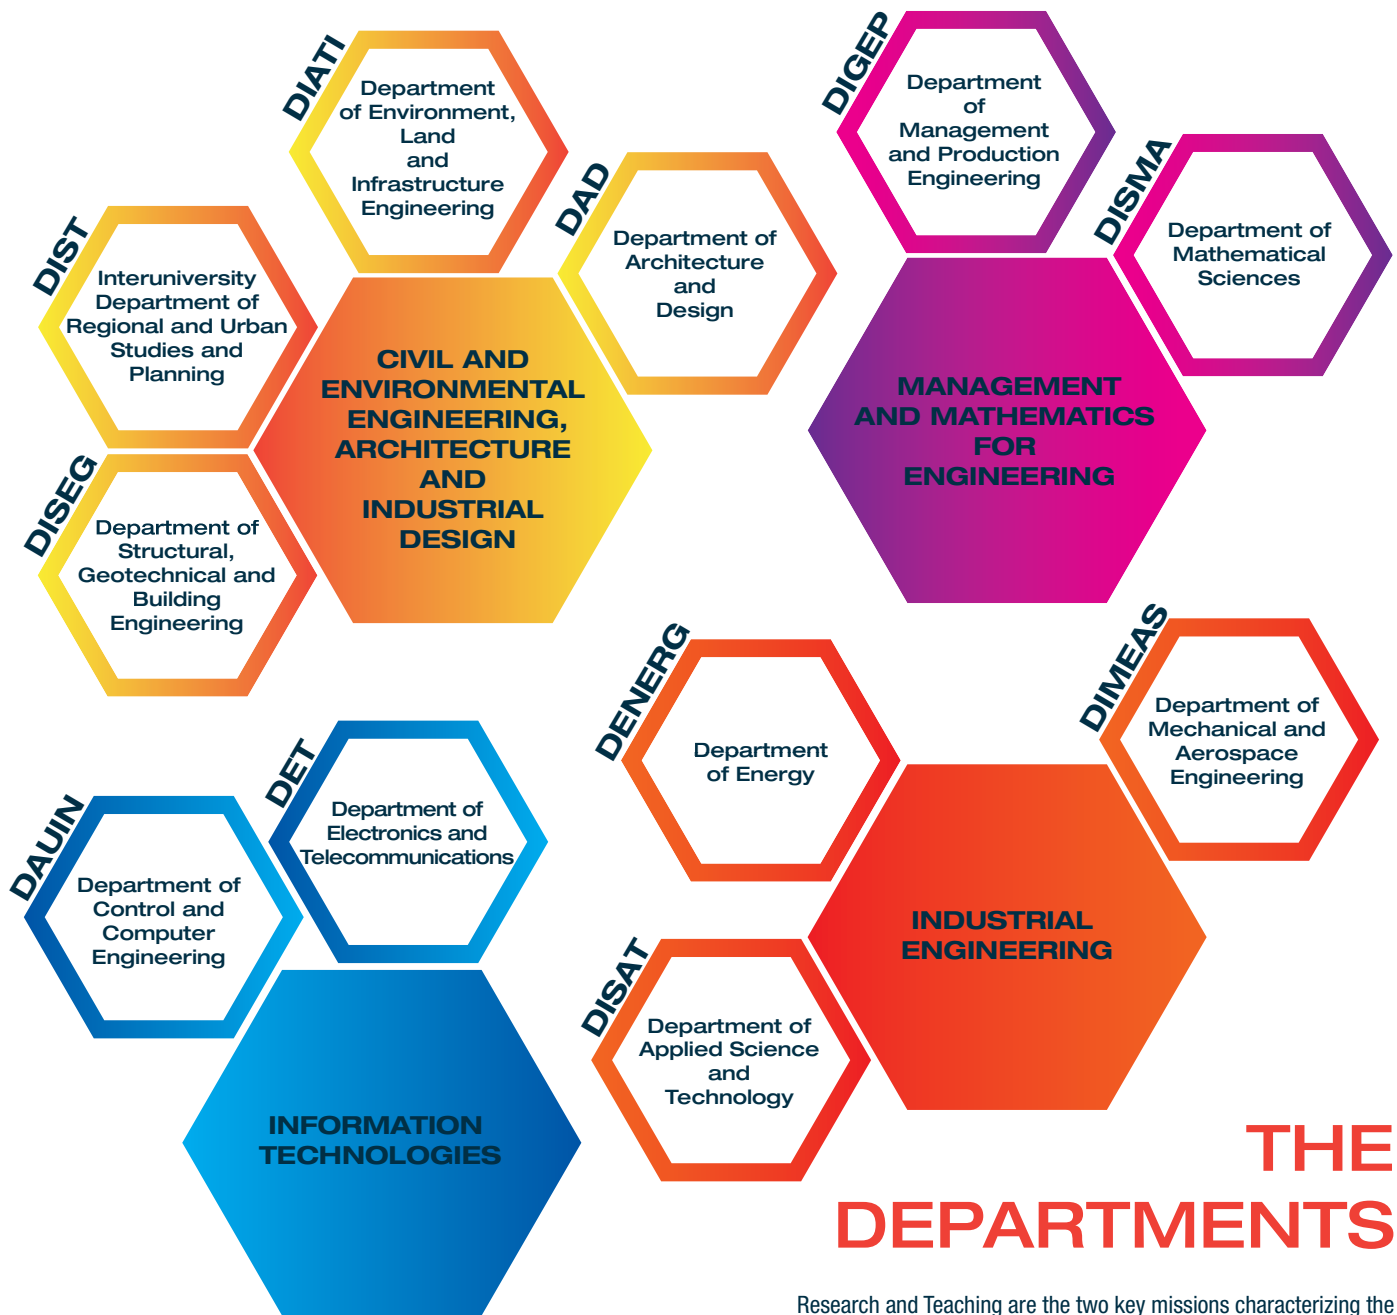 DIATI
Department
of Environment,
Land
and
Infrastructure
Engineering
DAD
Department of
Architecture
and
Design
DIST
Interuniversity
Department of
Regional and Urban
Studies and
Planning
DISEG
Department of
Structural,
Geotechnical and
Building
Engineering
CIVIL AND
ENVIRONMENTAL
ENGINEERING,
ARCHITECTURE
AND
INDUSTRIAL
DESIGN
DIGEP
Department
of
Management
and Production
Engineering
DISMA
Department of
Mathematical
Sciences
MANAGEMENT
AND MATHEMATICS
FOR
ENGINEERING
DENERG
Department
of Energy
DIMEAS
Department of
Mechanical and
Aerospace
Engineering
DISAT
Department of
Applied Science
and
Technology
INDUSTRIAL
ENGINEERING
DET
Department of
Electronics and
Telecommunications
DAUIN
Department of
Control and
Computer
Engineering
INFORMATION
TECHNOLOGIES
THE
DEPARTMENTS
Research and Teaching are the two key missions characterizing the